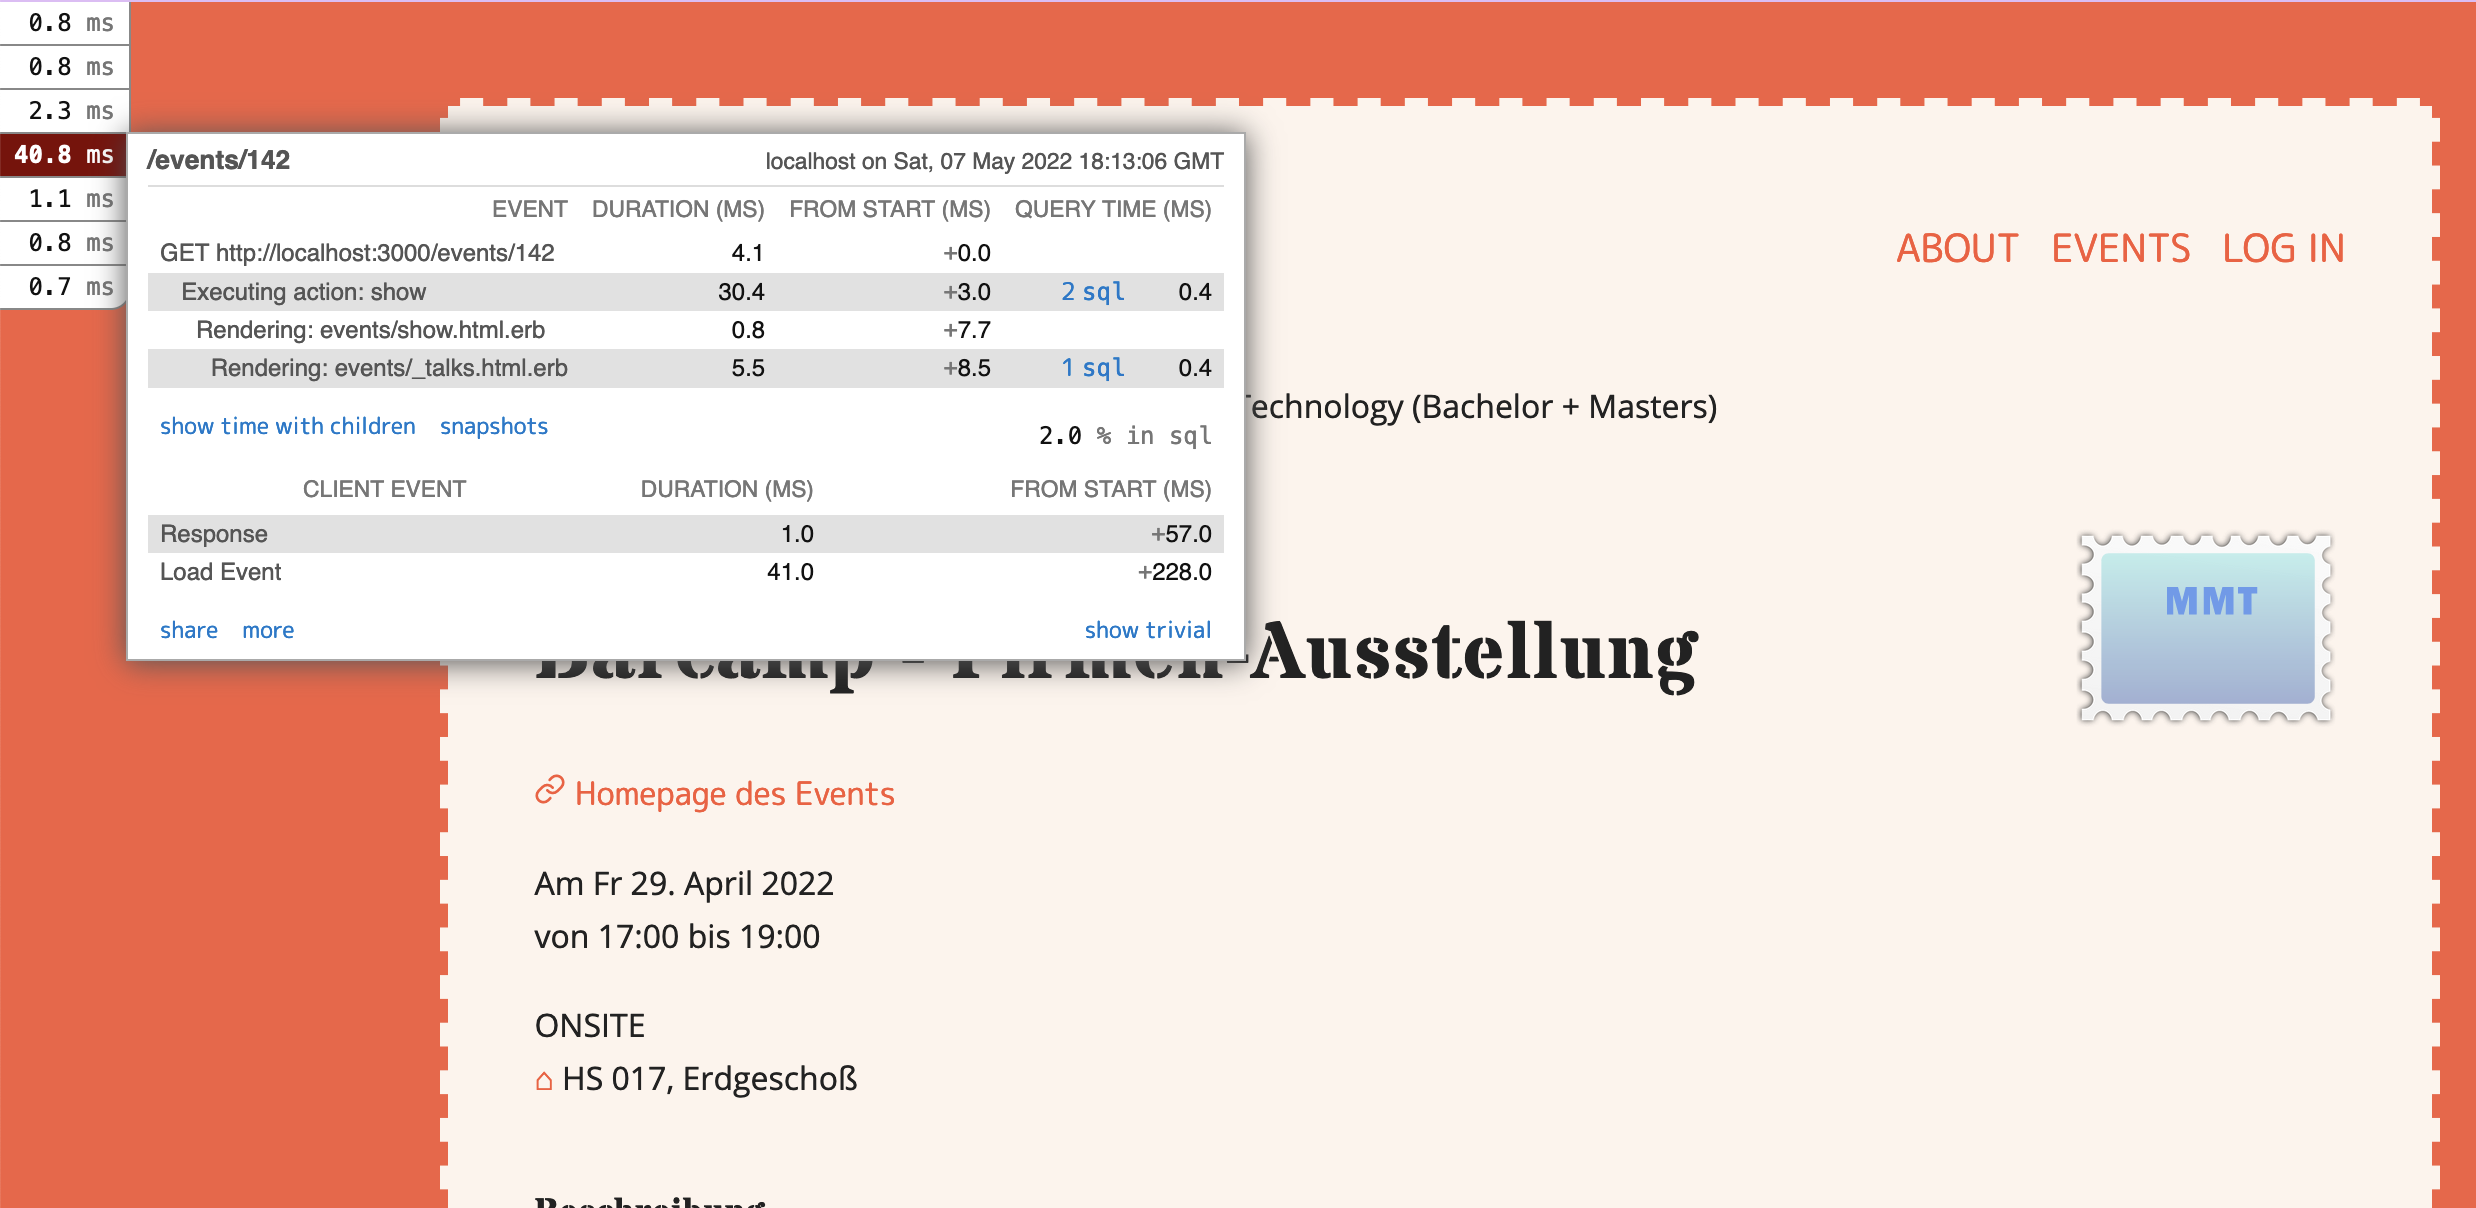 0.8 ms
0.8 ms
2.3 ms
40.8 ms
1.1 ms
0.8 ms
0.7 ms
/events/142 localhost on Sat, 07 May 2022 18:13:06 GMT
EVENT DURATION (MS) FROM START (MS) QUERY TIME (MS)
GET http://localhost:3000/events/142 4.1 +0.0
Executing action: show 30.4 +3.0 2 sql 0.4
Rendering: events/show.html.erb 0.8 +7.7
Rendering: events/_talks.html.erb 5.5 +8.5 1 sql 0.4
show time with children snapshots
2.0 % in sql
CLIENT EVENT DURATION (MS) FROM START (MS)
Response 1.0 +57.0
Load Event 41.0 +228.0
share more show trivial
ABOUT EVENTS LOG IN
Technology (Bachelor + Masters)
MMT
Barcamp - Firmen-Ausstellung
Homepage des Events
Am Fr 29. April 2022
von 17:00 bis 19:00
ONSITE
HS 017, Erdgeschoß
Beschreibung